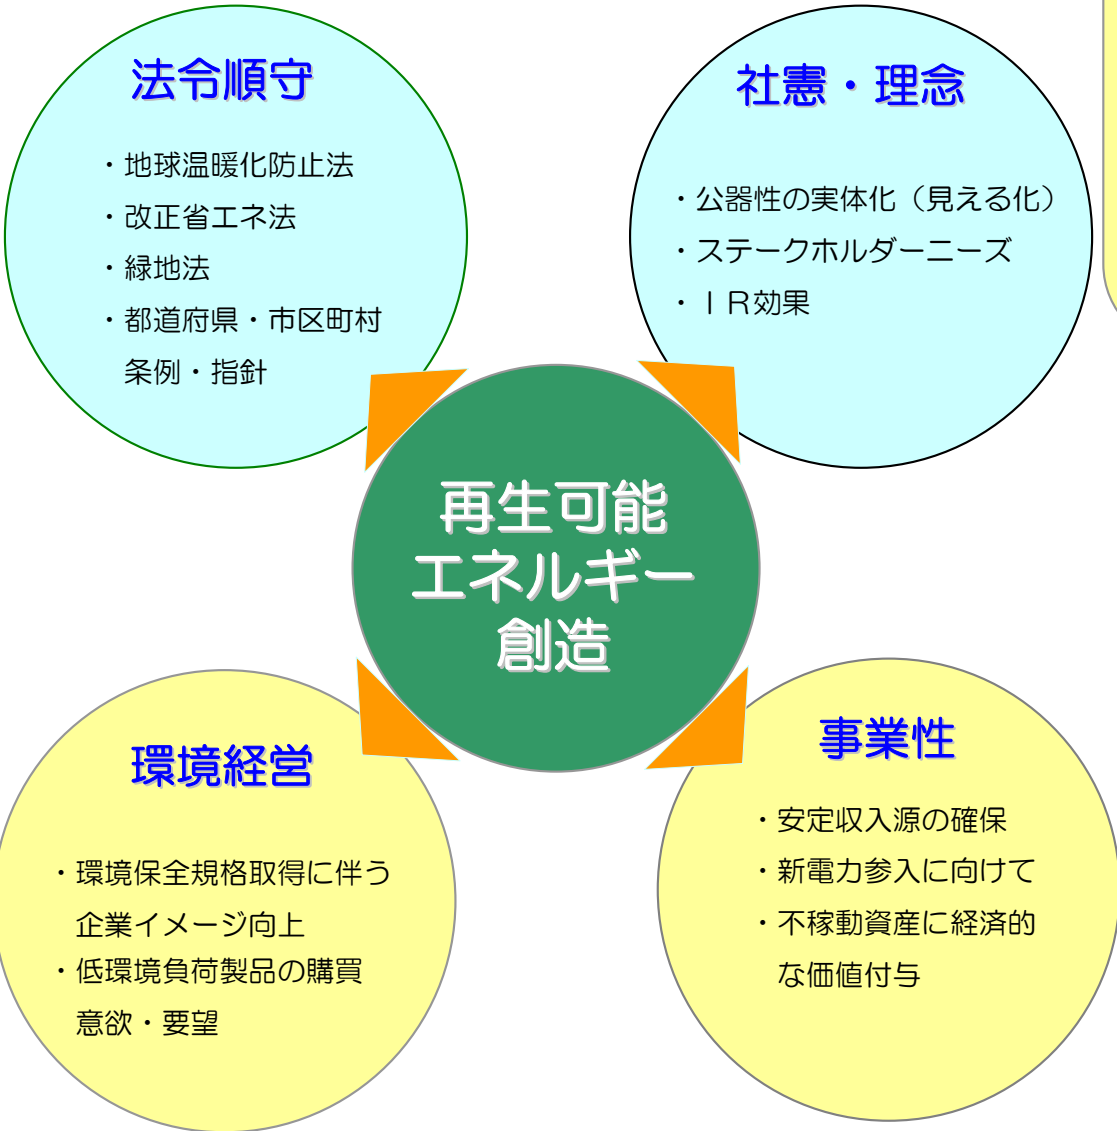 法令順守
・地球温暖化防止法
・改正省エネ法
・緑地法
・都道府県・市区町村
条例・指針
社憲・理念
・公器性の実体化（見える化）
・ステークホルダーニーズ
・ＩＲ効果
再生可能
エネルギー
創造
環境経営
・環境保全規格取得に伴う
企業イメージ向上
・低環境負荷製品の購買
意欲・要望
事業性
・安定収入源の確保
・新電力参入に向けて
・不稼動資産に経済的
な価値付与